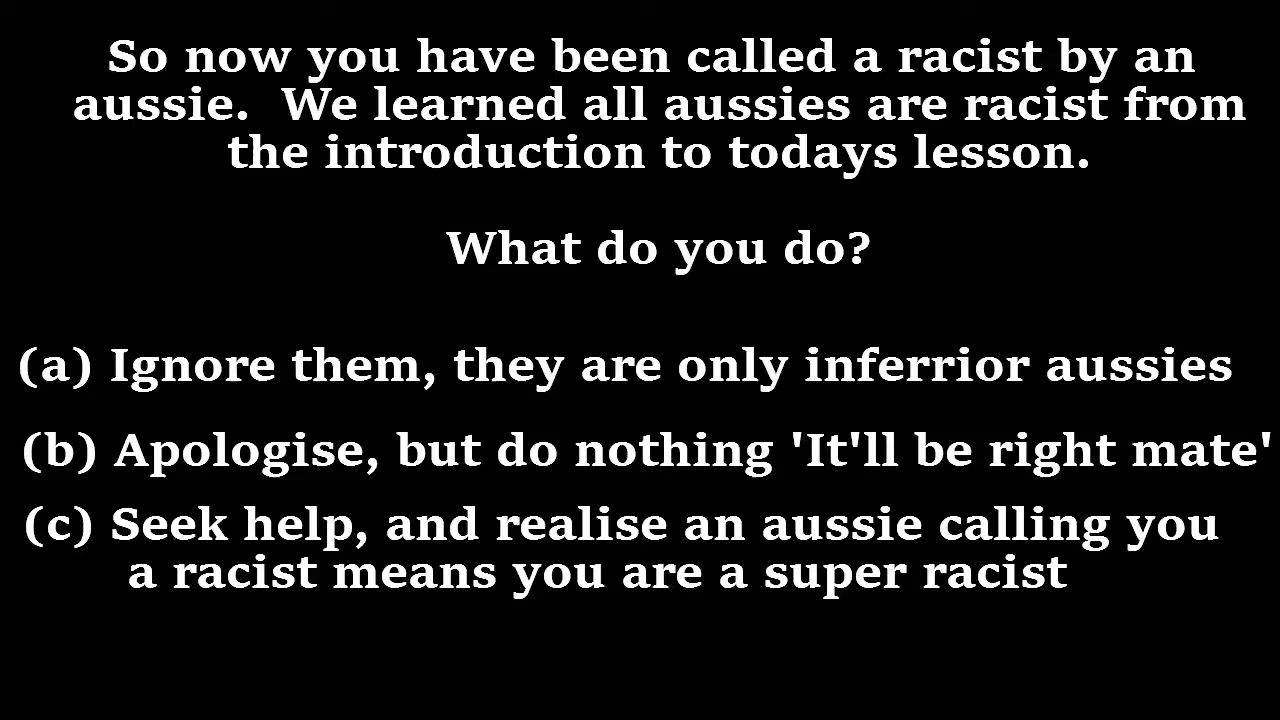 So now you have been called a racist by an
aussie.  We learned all aussies are racist from
the introduction to todays lesson.
What do you do?
(a) Ignore them, they are only inferrior aussies
(b) Apologise, but do nothing 'It'll be right mate'
(c) Seek help, and realise an aussie calling you
a racist means you are a super racist